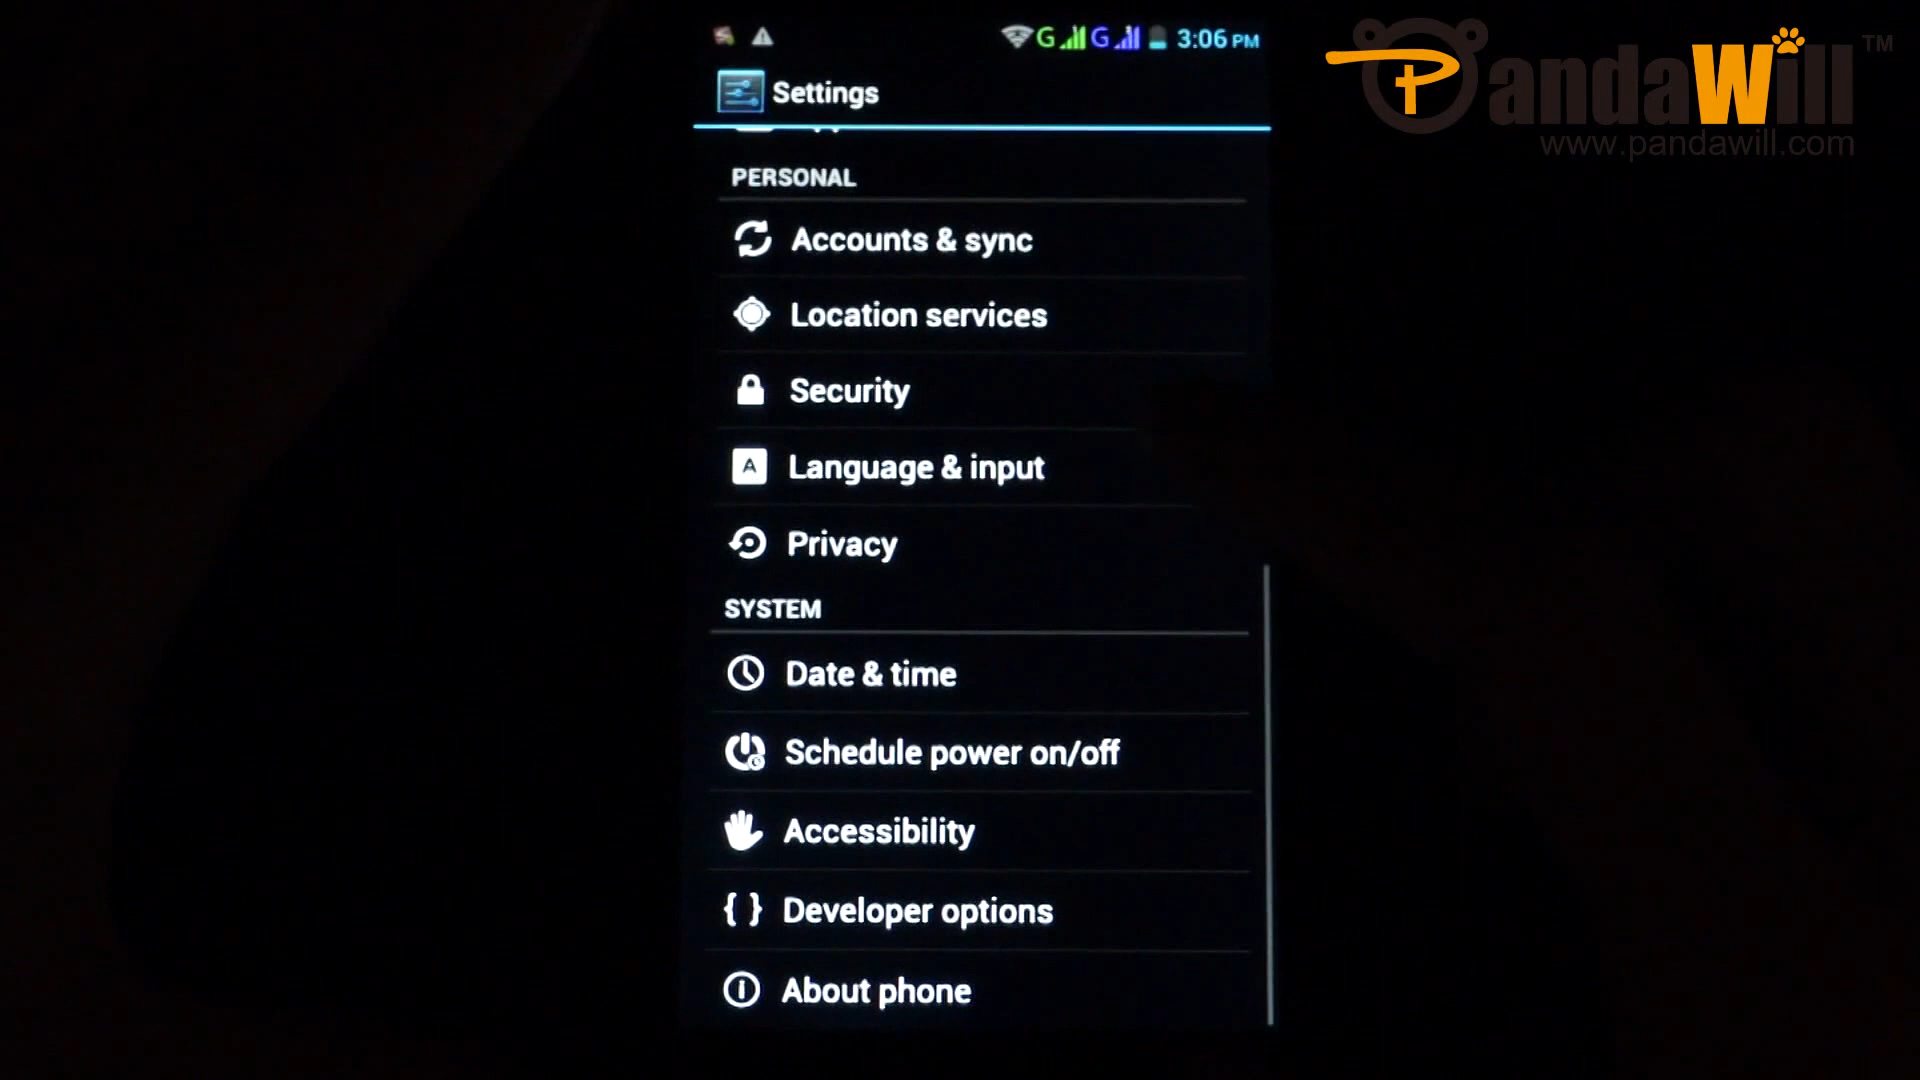 G G 3:06 PM
PandaWill TM
www.pandawill.com
Settings
PERSONAL
Accounts & sync
Location services
Security
A Language & input
Privacy
SYSTEM
Date & time
Schedule power on/off
Accessibility
{ } Developer options
About phone